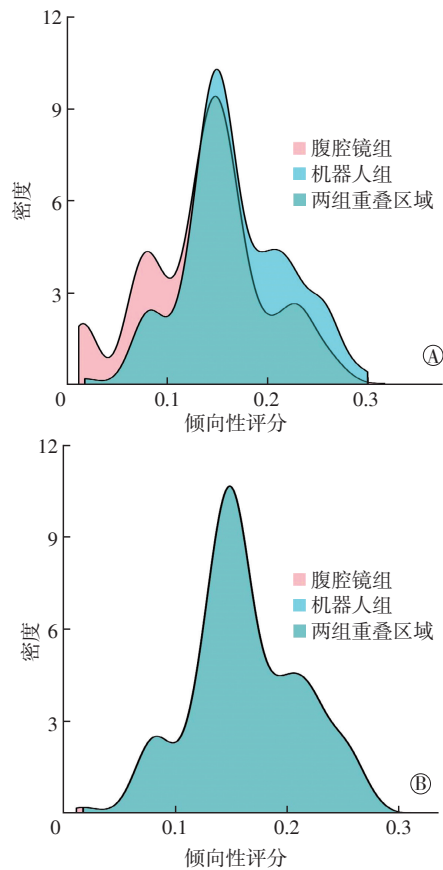 12
9
6
3
0
0.1
0.2
0.3
密度
倾向性评分
腹腔镜组
机器人组
两组重叠区域
Ⓐ
12
9
6
3
0
0.1
0.2
0.3
密度
倾向性评分
腹腔镜组
机器人组
两组重叠区域
Ⓑ